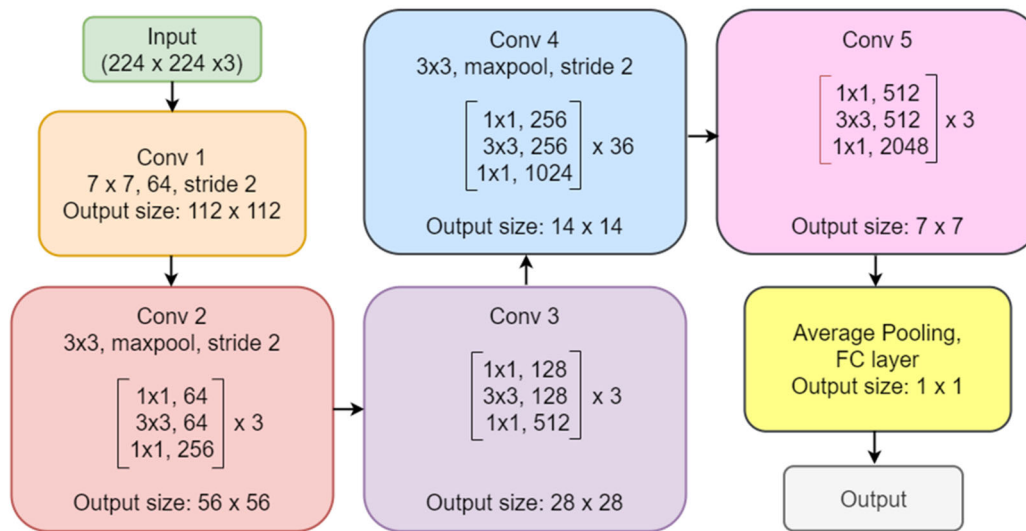 Input
(224 x 224 x3)
Conv 1
7 x 7, 64, stride 2
Output size: 112 x 112
Conv 2
3x3, maxpool, stride 2
1x1, 64
3x3, 64
1x1, 256
x 3
Output size: 56 x 56
Conv 3
1x1, 128
3x3, 128
1x1, 512
x 3
Output size: 28 x 28
Conv 4
3x3, maxpool, stride 2
1x1, 256
3x3, 256
1x1, 1024
x 36
Output size: 14 x 14
Conv 5
1x1, 512
3x3, 512
1x1, 2048
x 3
Output size: 7 x 7
Average Pooling,
FC layer
Output size: 1 x 1
Output